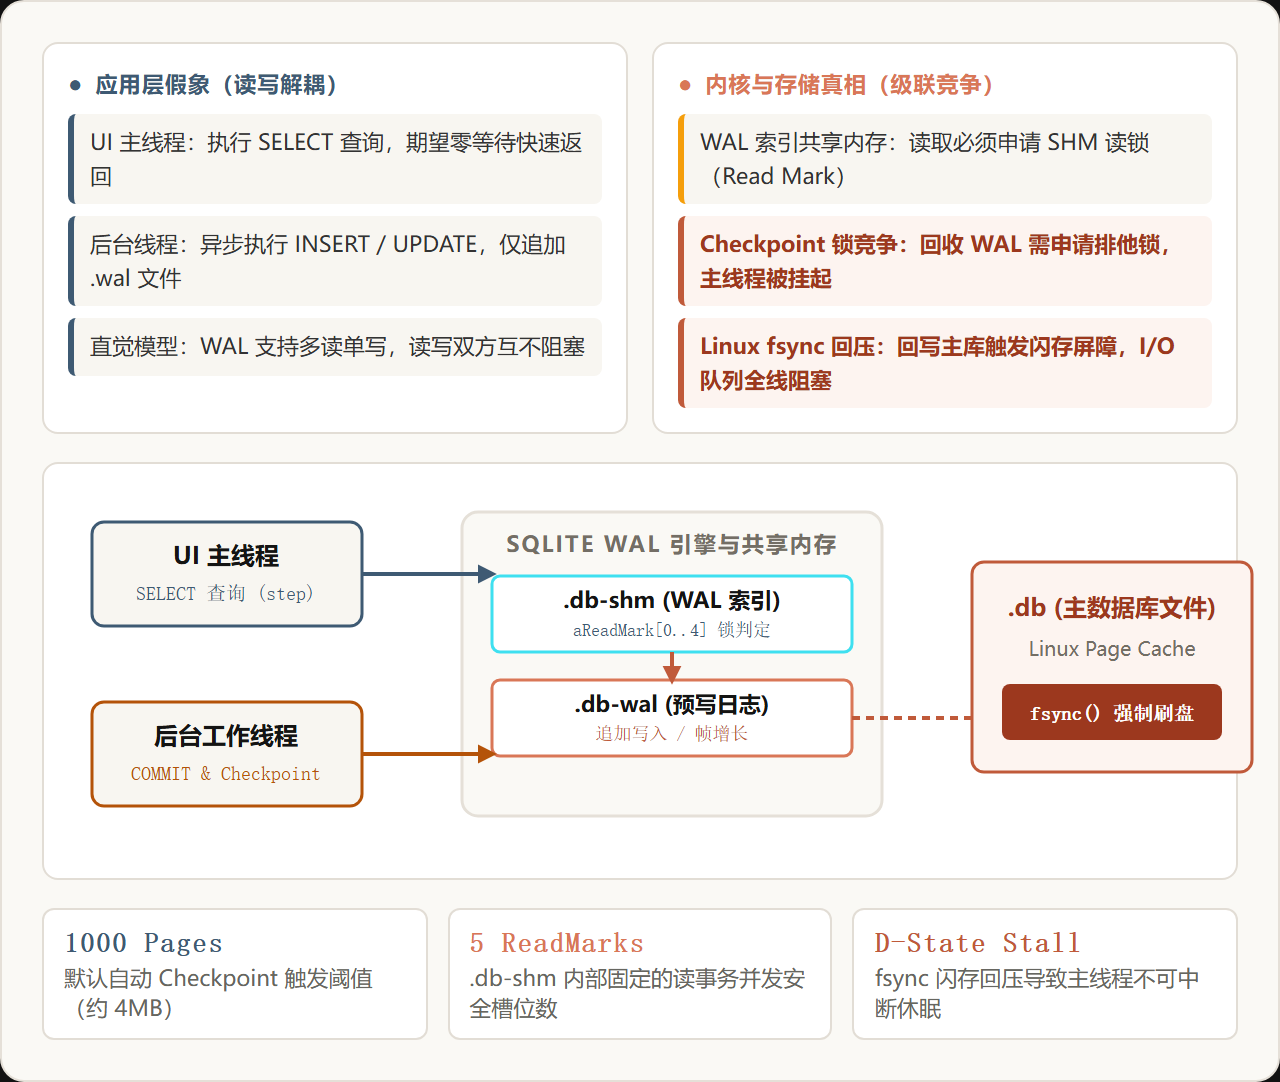 应用层假象（读写解耦）
UI 主线程：执行 SELECT 查询，期望零等待快速返
回
后台线程：异步执行 INSERT / UPDATE，仅追加
.wal 文件
直觉模型：WAL 支持多读单写，读写双方互不阻塞
内核与存储真相（级联竞争）
WAL 索引共享内存：读取必须申请 SHM 读锁
（Read Mark）
Checkpoint 锁竞争：回收 WAL 需申请排他锁，
主线程被挂起
Linux fsync 回压：回写主库触发闪存屏障，I/O
队列全线阻塞
UI 主线程
SELECT 查询 (step)
后台工作线程
COMMIT & Checkpoint
SQLITE WAL 引擎与共享内存
.db-shm (WAL 索引)
aReadMark[0..4] 锁判定
.db-wal (预写日志)
追加写入 / 帧增长
.db (主数据库文件)
Linux Page Cache
fsync() 强制刷盘
1000 Pages
默认自动 Checkpoint 触发阈值
（约 4MB）
5 ReadMarks
.db-shm 内部固定的读事务并发安
全槽位数
D-State Stall
fsync 闪存回压导致主线程不可中
断休眠